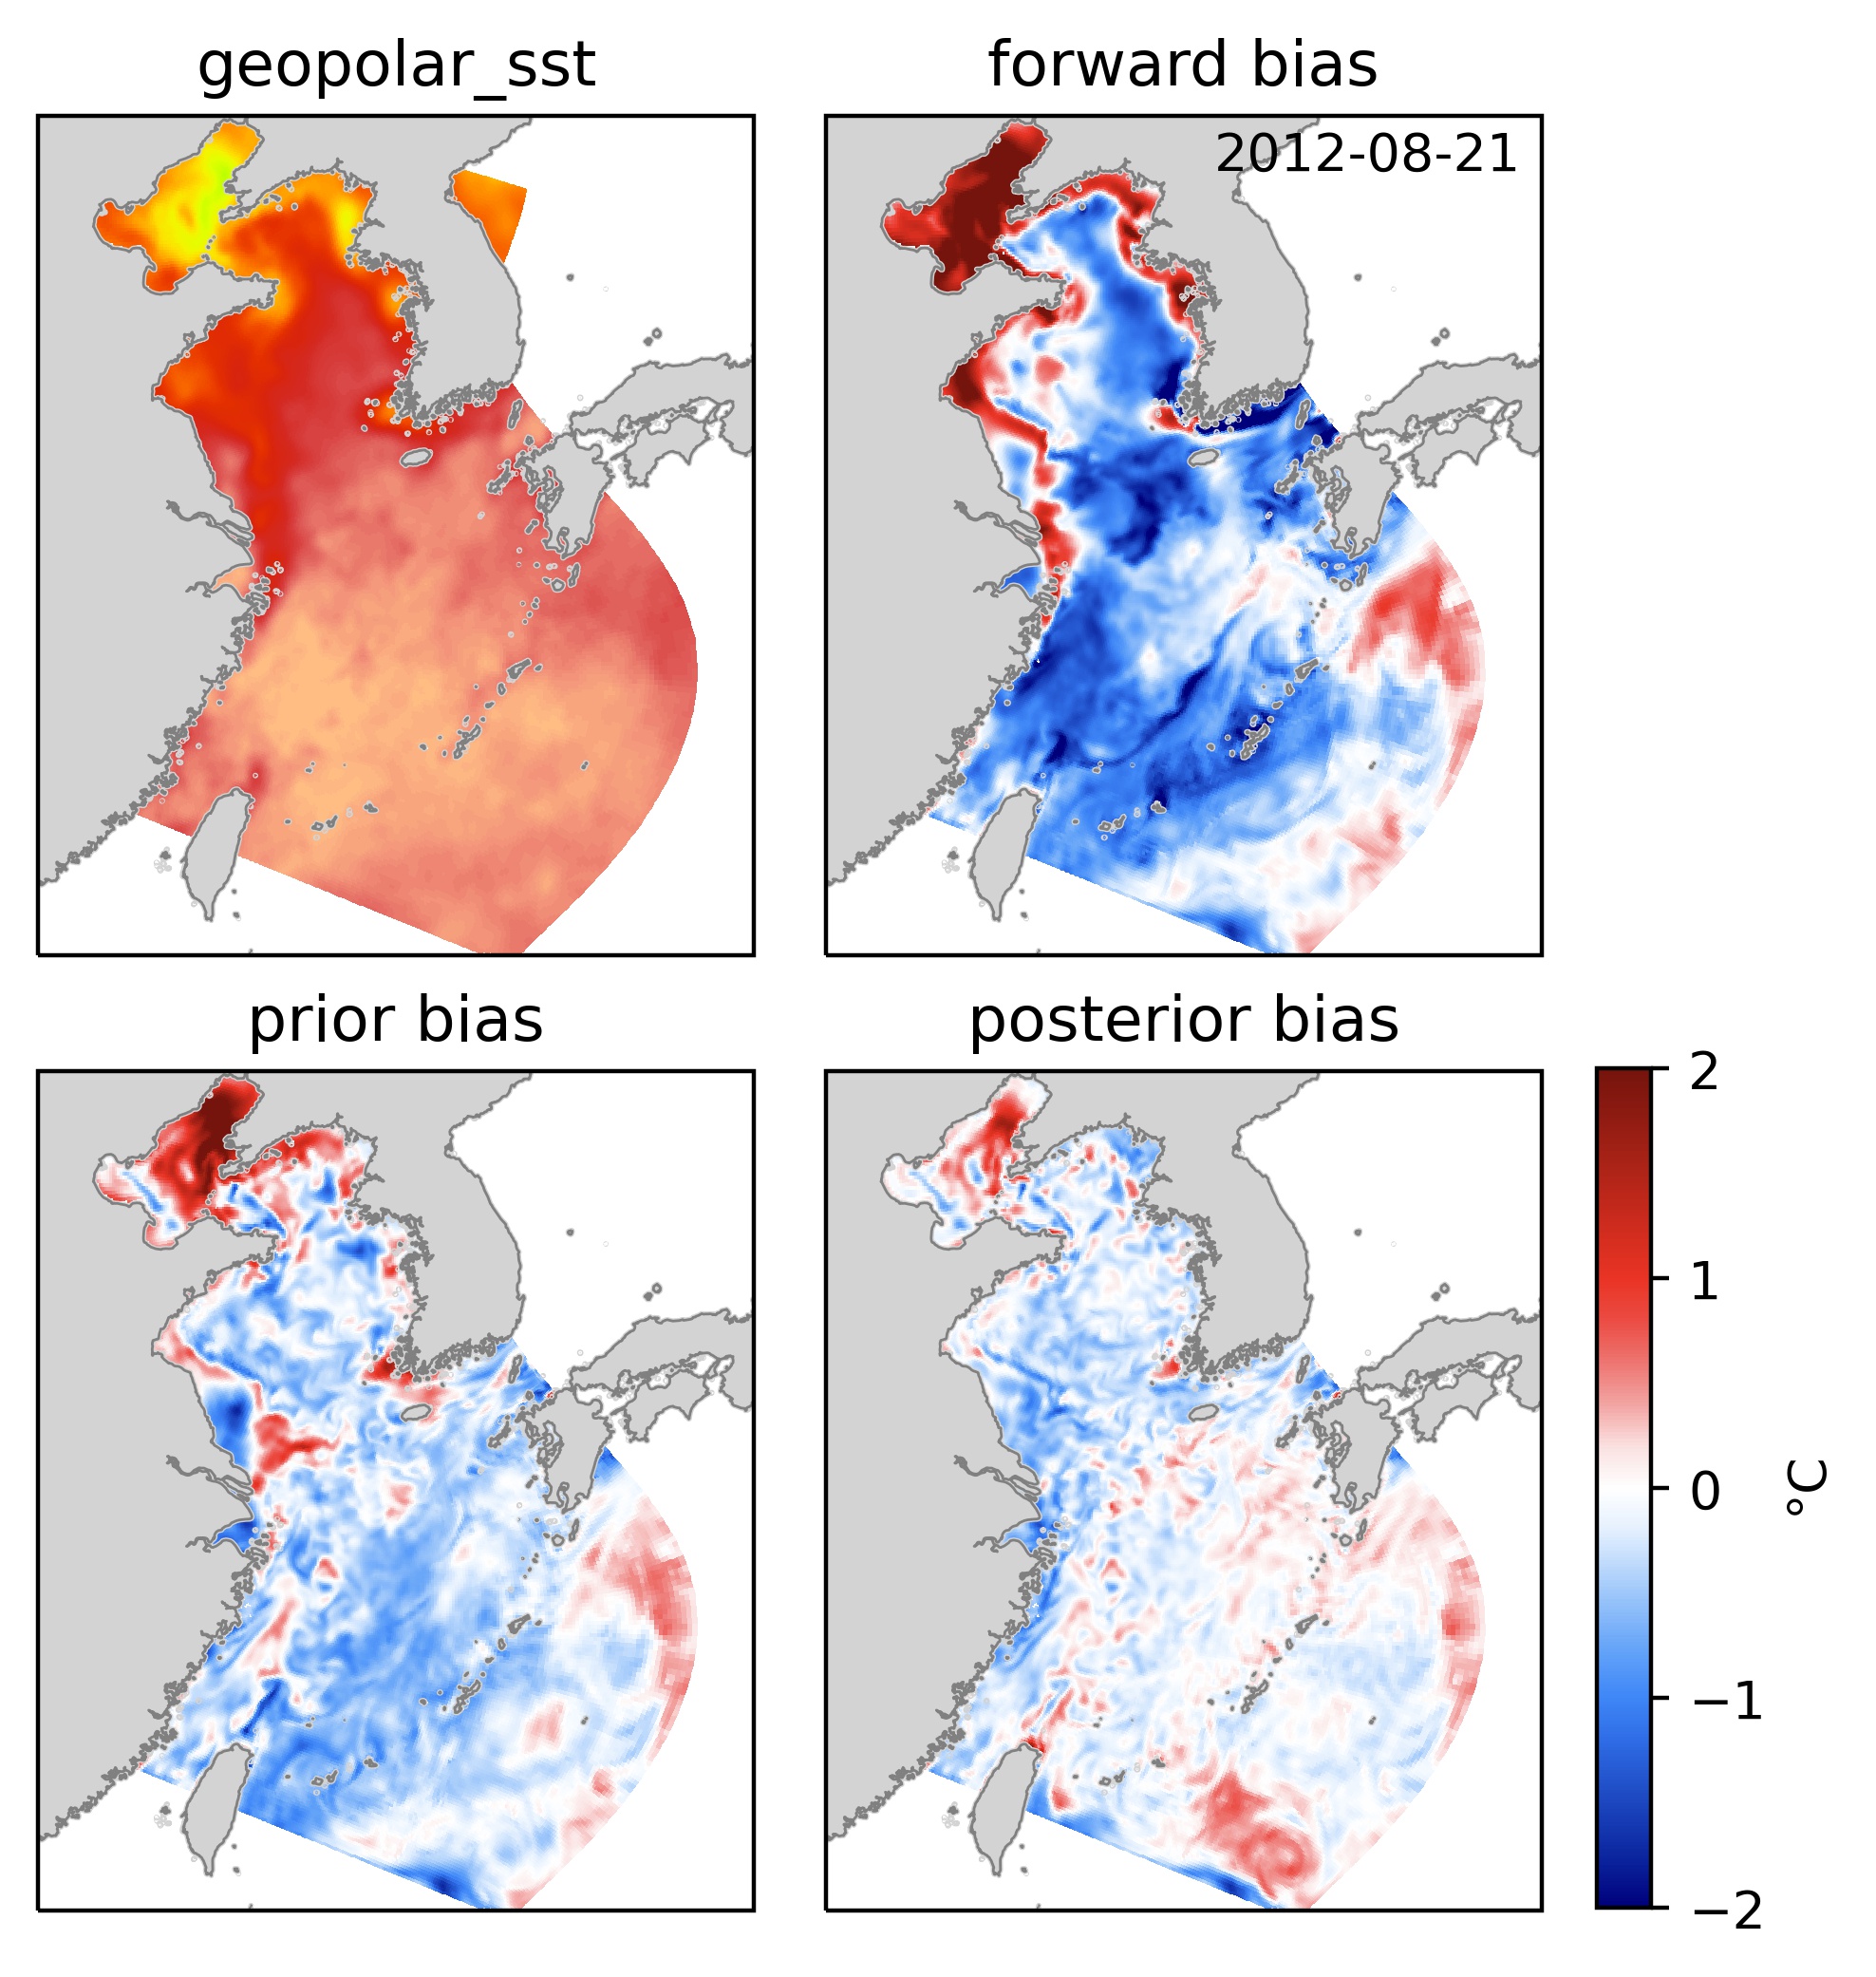 geopolar_sst
forward bias
2012-08-21
prior bias
posterior bias
2
1
0
−1
−2
°C